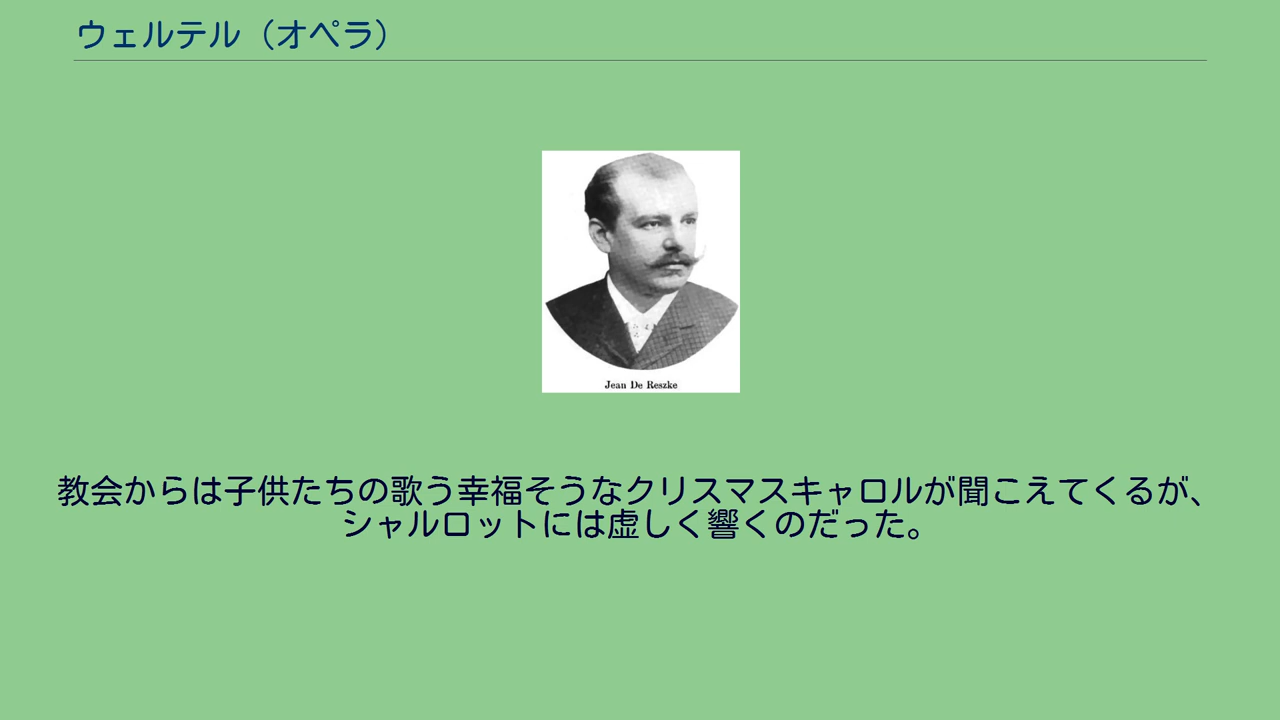 ウェルテル（オペラ）
Jean De Reszke
教会からは子供たちの歌う幸福そうなクリスマスキャロルが聞こえてくるが、
シャルロットには虚しく響くのだった。